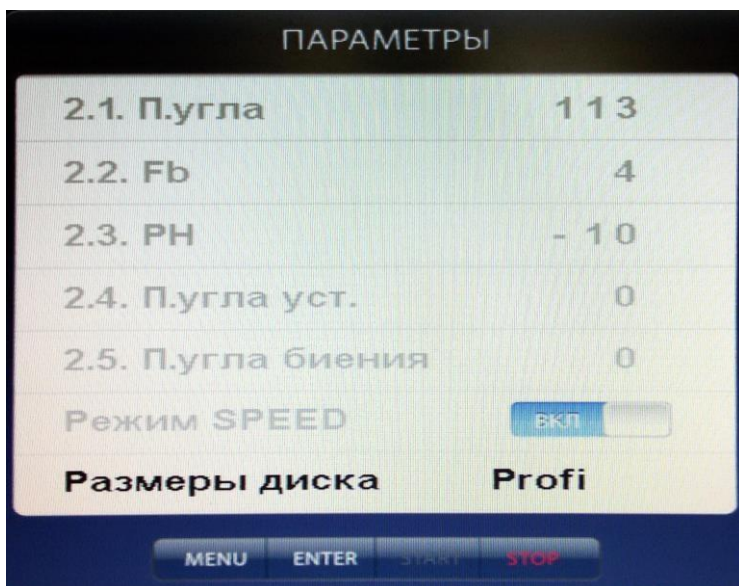 ПАРАМЕТРЫ
2.1. П.угла 113
2.2. Fb 4
2.3. PH - 10
2.4. П.угла уст. 0
2.5. П.угла биения 0
Режим SPEED ВКЛ
Размеры диска Profi
MENU ENTER START STOP